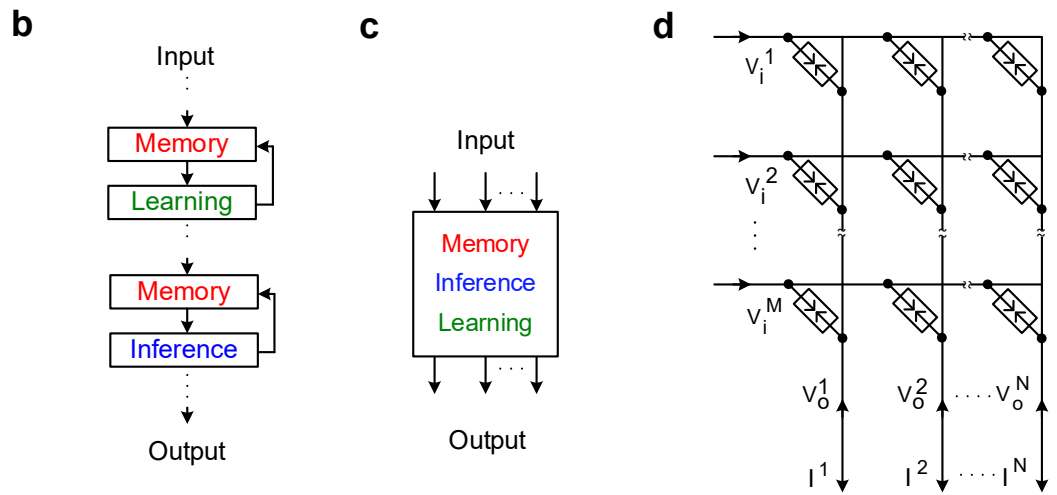 b
Input
Memory
Learning
Memory
Inference
Output
c
Input
Memory
Inference
Learning
Output
d
V_i^1
V_i^2
V_i^M
V_o^1 V_o^2 ···· V_o^N
I^1 I^2 ···· I^N